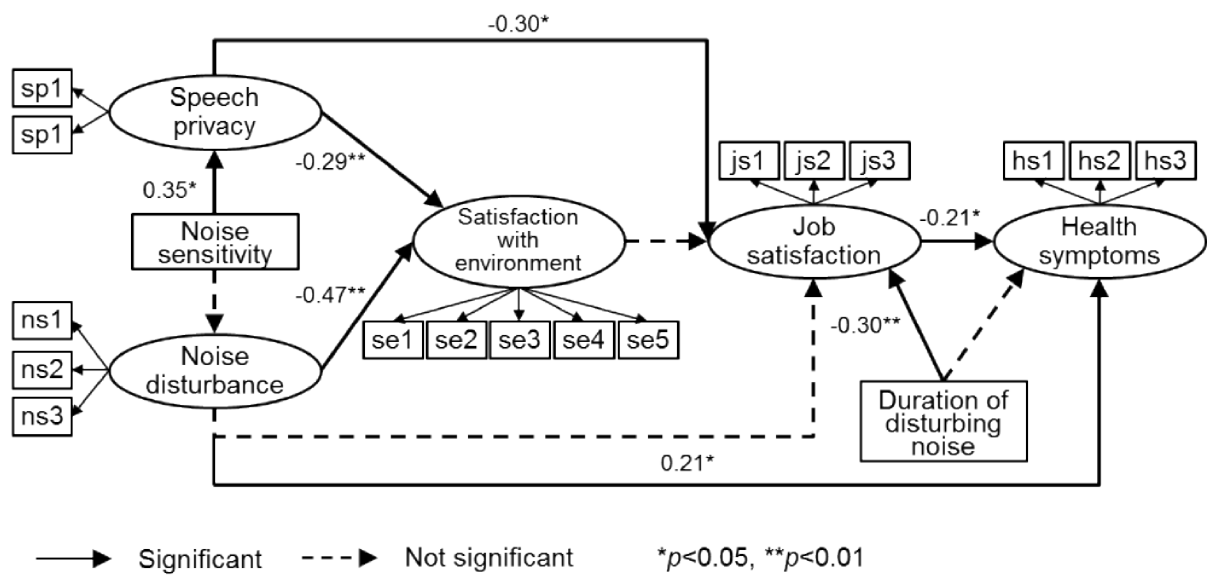 -0.30*
sp1
sp1
Speech
privacy
-0.29**
0.35*
Noise
sensitivity
Satisfaction
with
environment
js1 js2 js3
hs1 hs2 hs3
Job
satisfaction
-0.21*
Health
symptoms
-0.47**
se1 se2 se3 se4 se5
ns1
ns2
ns3
Noise
disturbance
-0.30**
Duration of
disturbing
noise
0.21*
Significant
Not significant
*p<0.05, **p<0.01